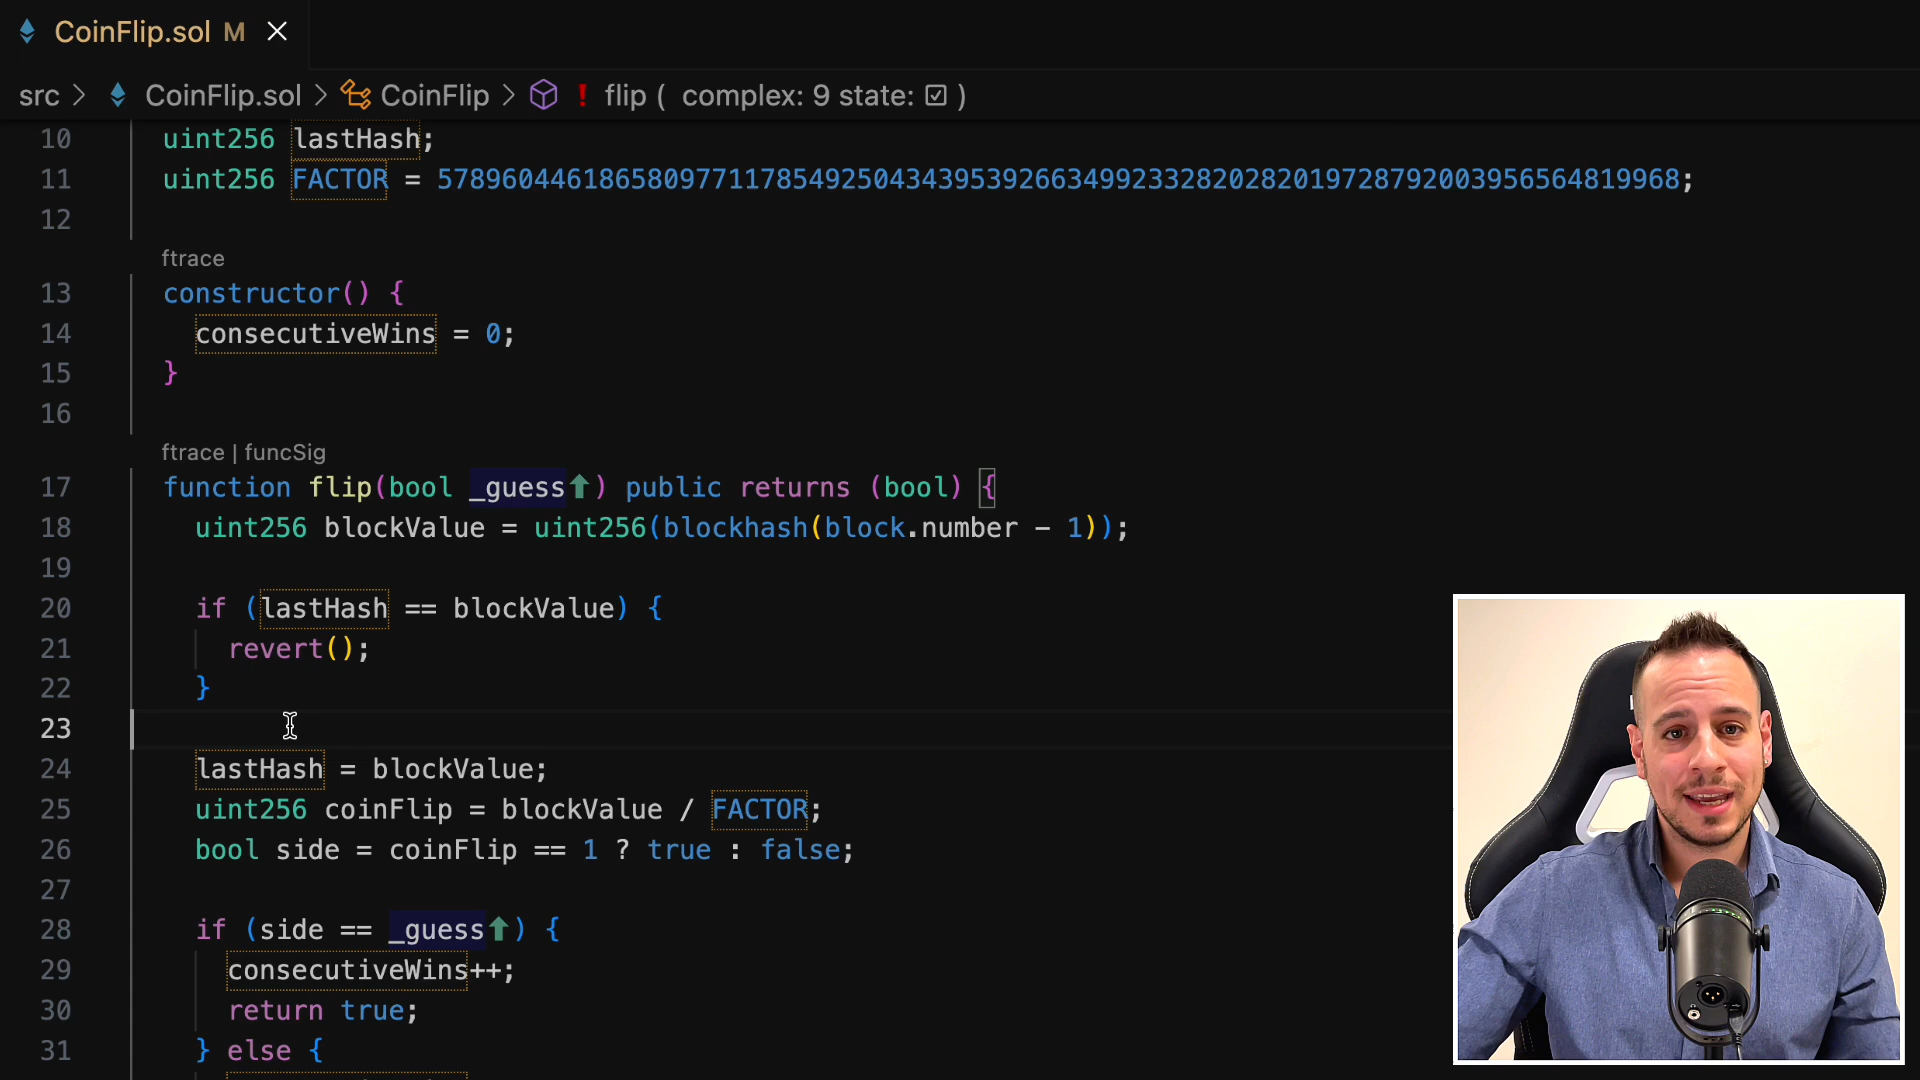 CoinFlip.sol M
src > CoinFlip.sol > CoinFlip > ! flip ( complex: 9 state: ☑ )
10 uint256 lastHash;
11 uint256 FACTOR = 57896044618658097711785492504343953926634992332820282019728792003956564819968;
12
ftrace
13 constructor() {
14 consecutiveWins = 0;
15 }
16
ftrace | funcSig
17 function flip(bool _guess⬆) public returns (bool) {
18 uint256 blockValue = uint256(blockhash(block.number - 1));
19
20 if (lastHash == blockValue) {
21 revert();
22 }
23
24 lastHash = blockValue;
25 uint256 coinFlip = blockValue / FACTOR;
26 bool side = coinFlip == 1 ? true : false;
27
28 if (side == _guess⬆) {
29 consecutiveWins++;
30 return true;
31 } else {